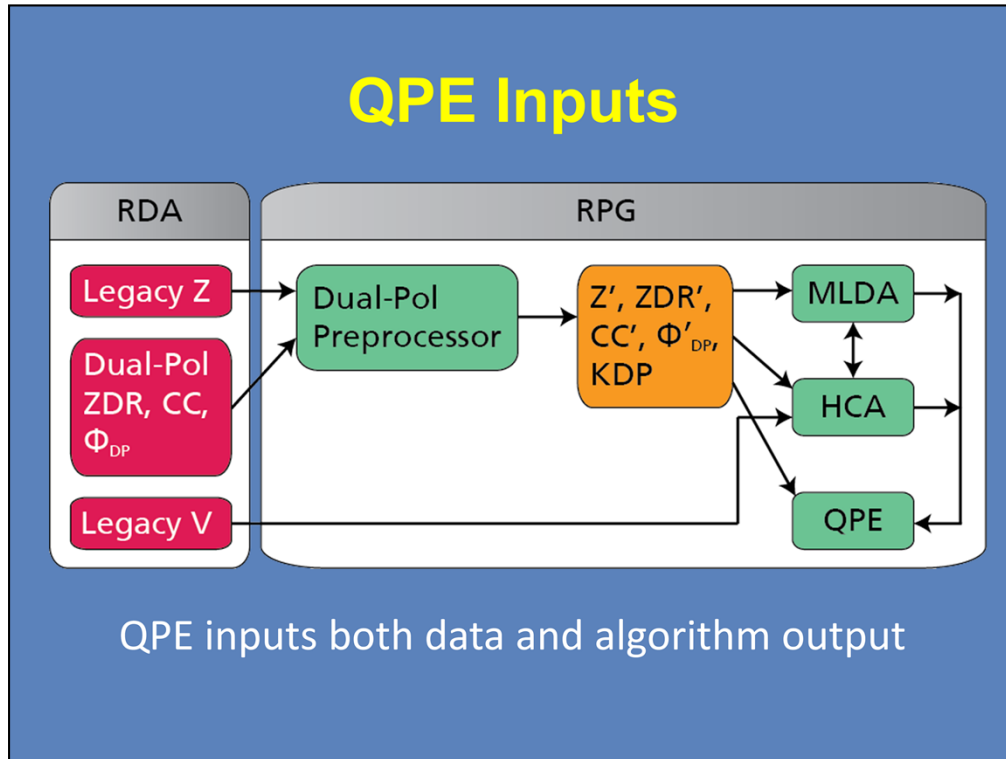 QPE Inputs
RDA
RPG
Legacy Z
Dual-Pol
ZDR, CC,
ΦDP
Legacy V
Dual-Pol
Preprocessor
Z′, ZDR′,
CC′, Φ′DP,
KDP
MLDA
HCA
QPE
QPE inputs both data and algorithm output